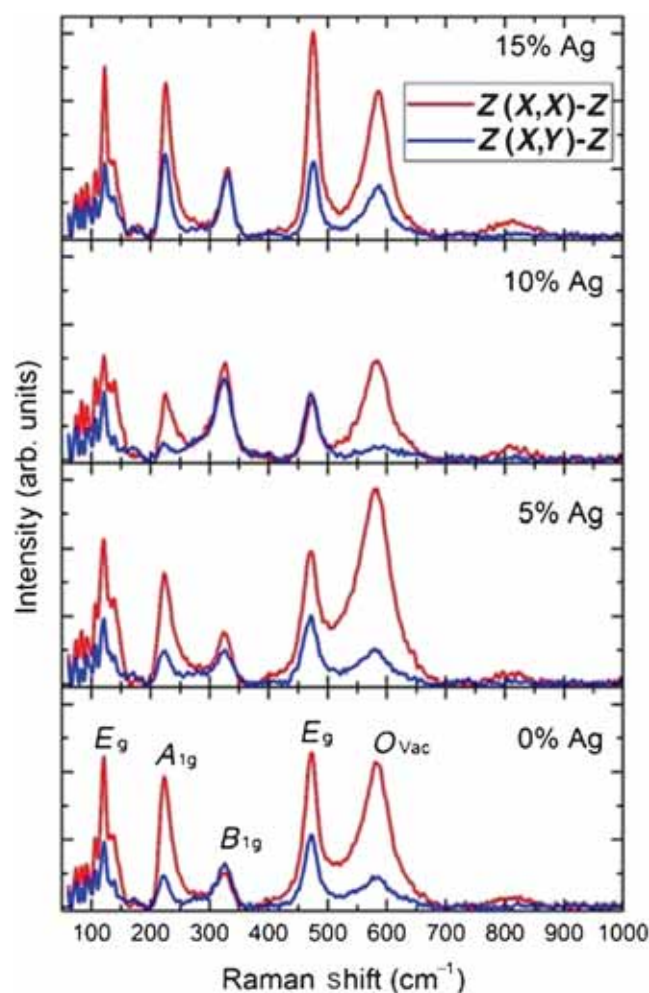 15% Ag
Z (X,X)-Z
Z (X,Y)-Z
10% Ag
5% Ag
0% Ag
Eg
A1g
B1g
Eg
OVac
Intensity (arb. units)
100 200 300 400 500 600 700 800 900 1000
Raman shift (cm−1)